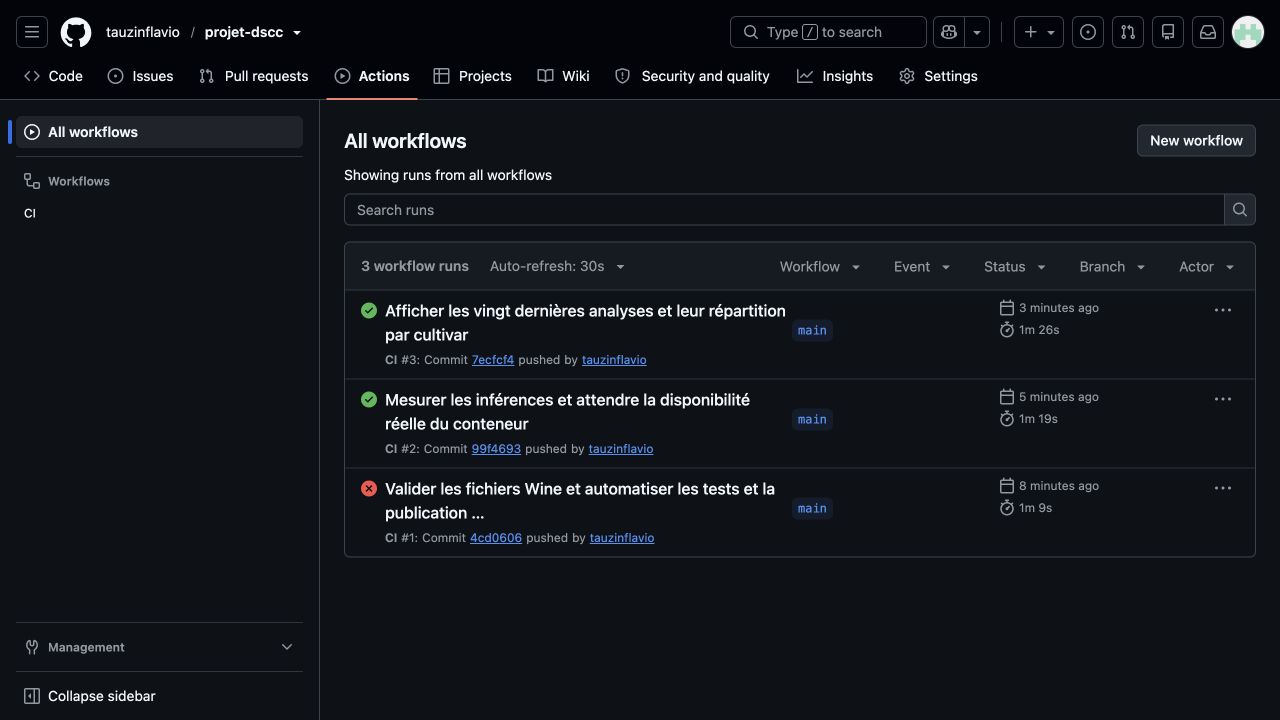 tauzinflavio / projet-dscc
Type / to search
Code Issues Pull requests Actions Projects Wiki Security and quality Insights Settings
All workflows
Workflows
CI
Management
Collapse sidebar
All workflows
New workflow
Showing runs from all workflows
Search runs
3 workflow runs Auto-refresh: 30s Workflow Event Status Branch Actor
Afficher les vingt dernières analyses et leur répartition
par cultivar
CI #3: Commit 7ecfcf4 pushed by tauzinflavio
main
3 minutes ago
1m 26s
Mesurer les inférences et attendre la disponibilité
réelle du conteneur
CI #2: Commit 99f4693 pushed by tauzinflavio
main
5 minutes ago
1m 19s
Valider les fichiers Wine et automatiser les tests et la
publication ...
CI #1: Commit 4cd0606 pushed by tauzinflavio
main
8 minutes ago
1m 9s